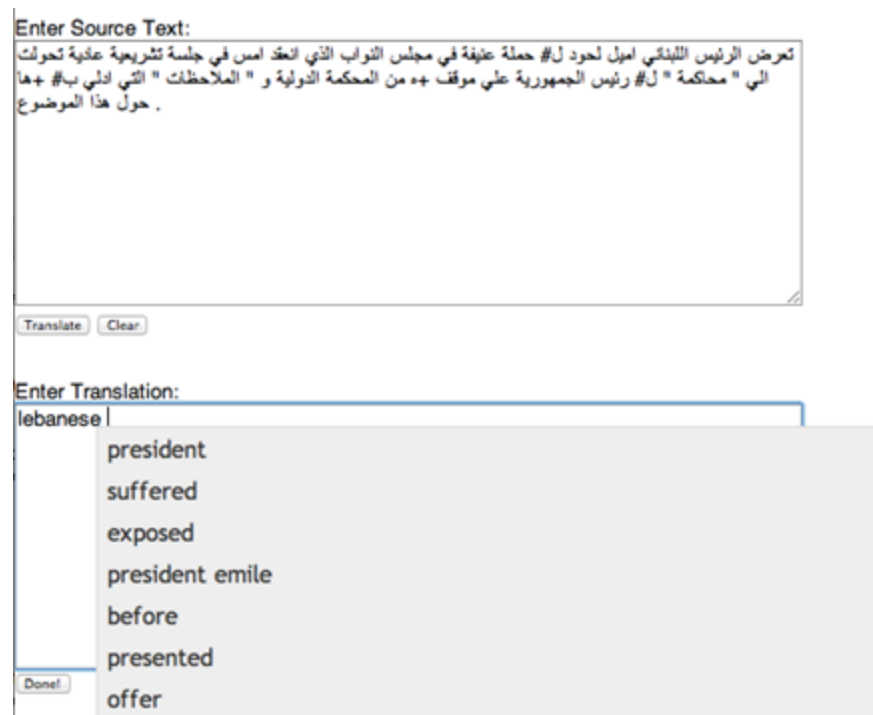 Enter Source Text:
تعرض الرئيس اللبناني اميل لحود ل# حملة عنيفة في مجلس النواب الذي انعقد امس في جلسة تشريعية عادية تحولت
الي " محاكمة " ل# رئيس الجمهورية علي موقف +ه من المحكمة الدولية و " الملاحظات " التي ادلي ب# +ها
حول هذا الموضوع .
Translate Clear
Enter Translation:
lebanese
president
suffered
exposed
president emile
before
presented
Done!
offer